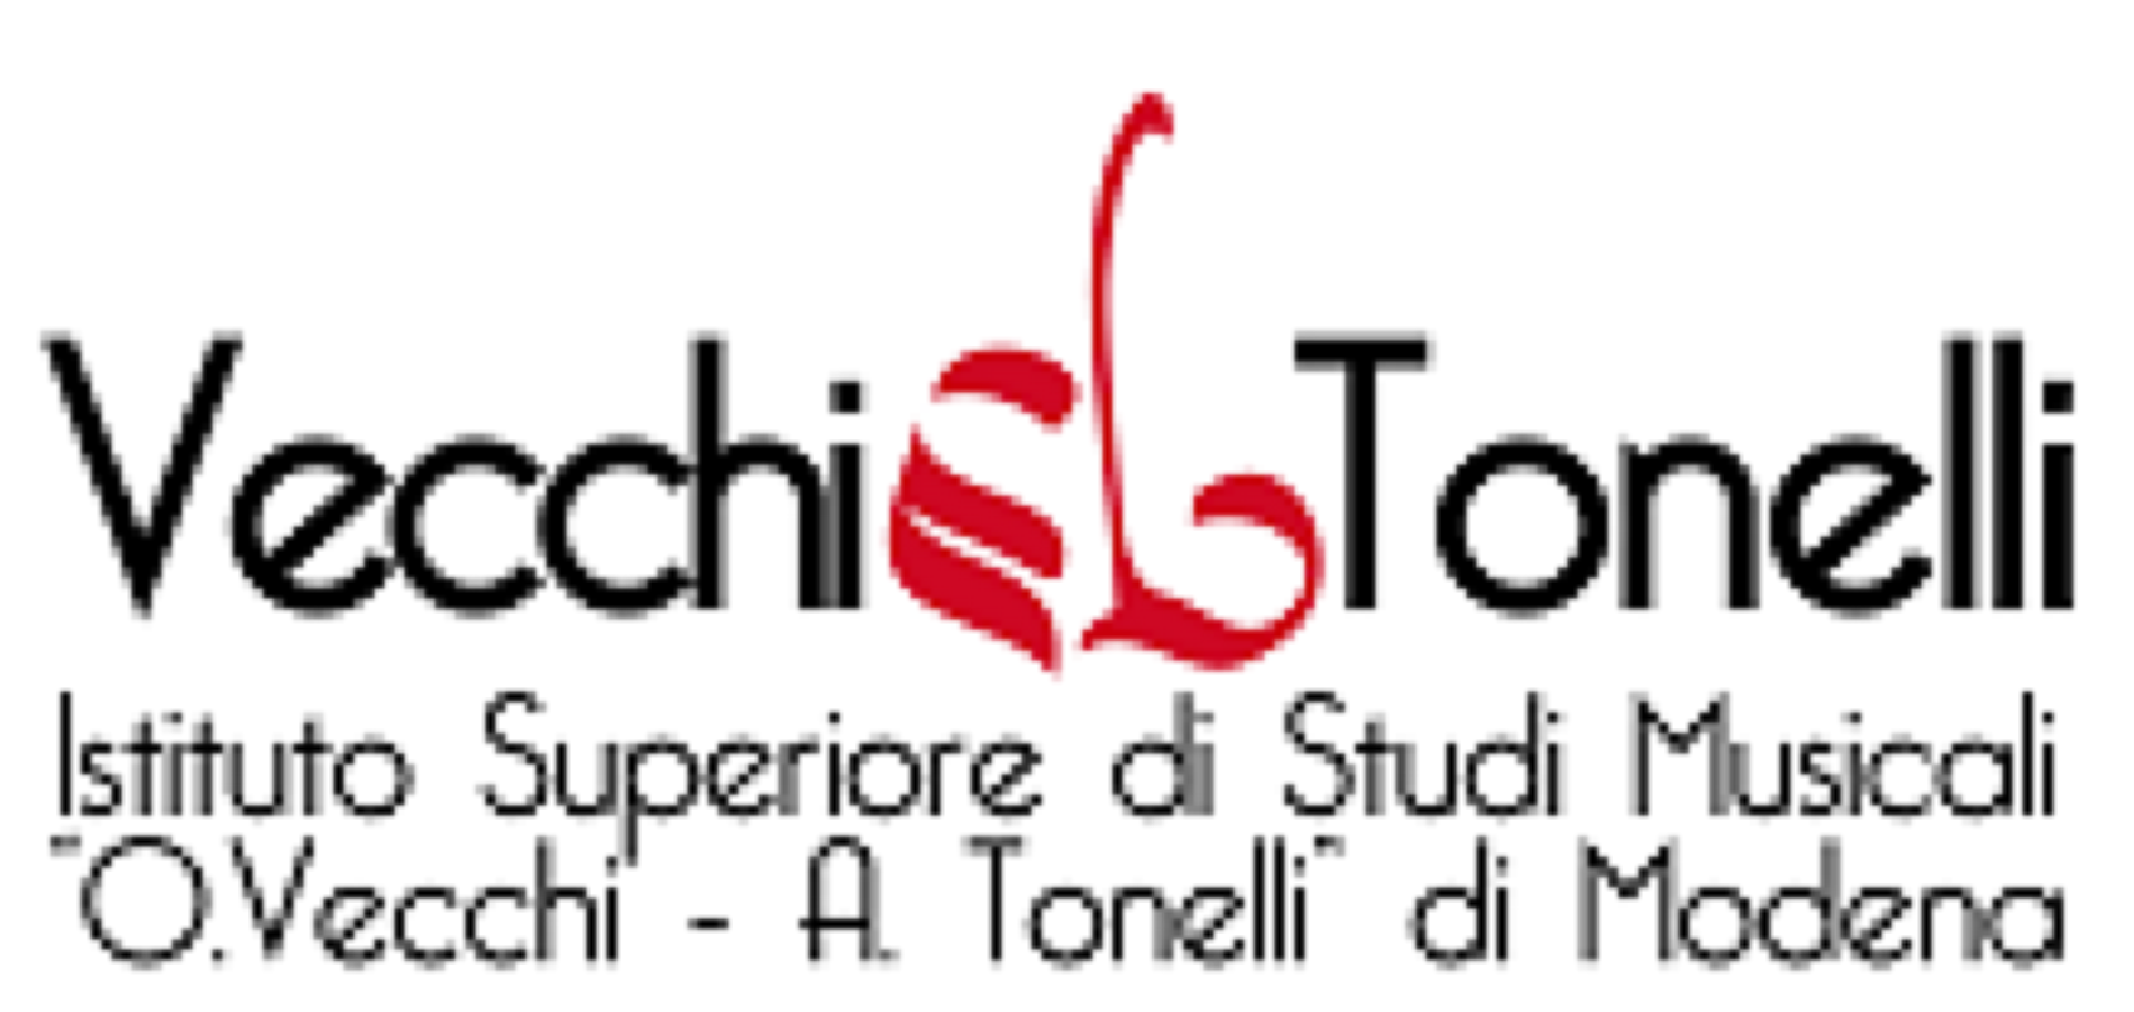 Vecchi Tonelli
Istituto Superiore di Studi Musicali
"O.Vecchi - A. Tonelli" di Modena